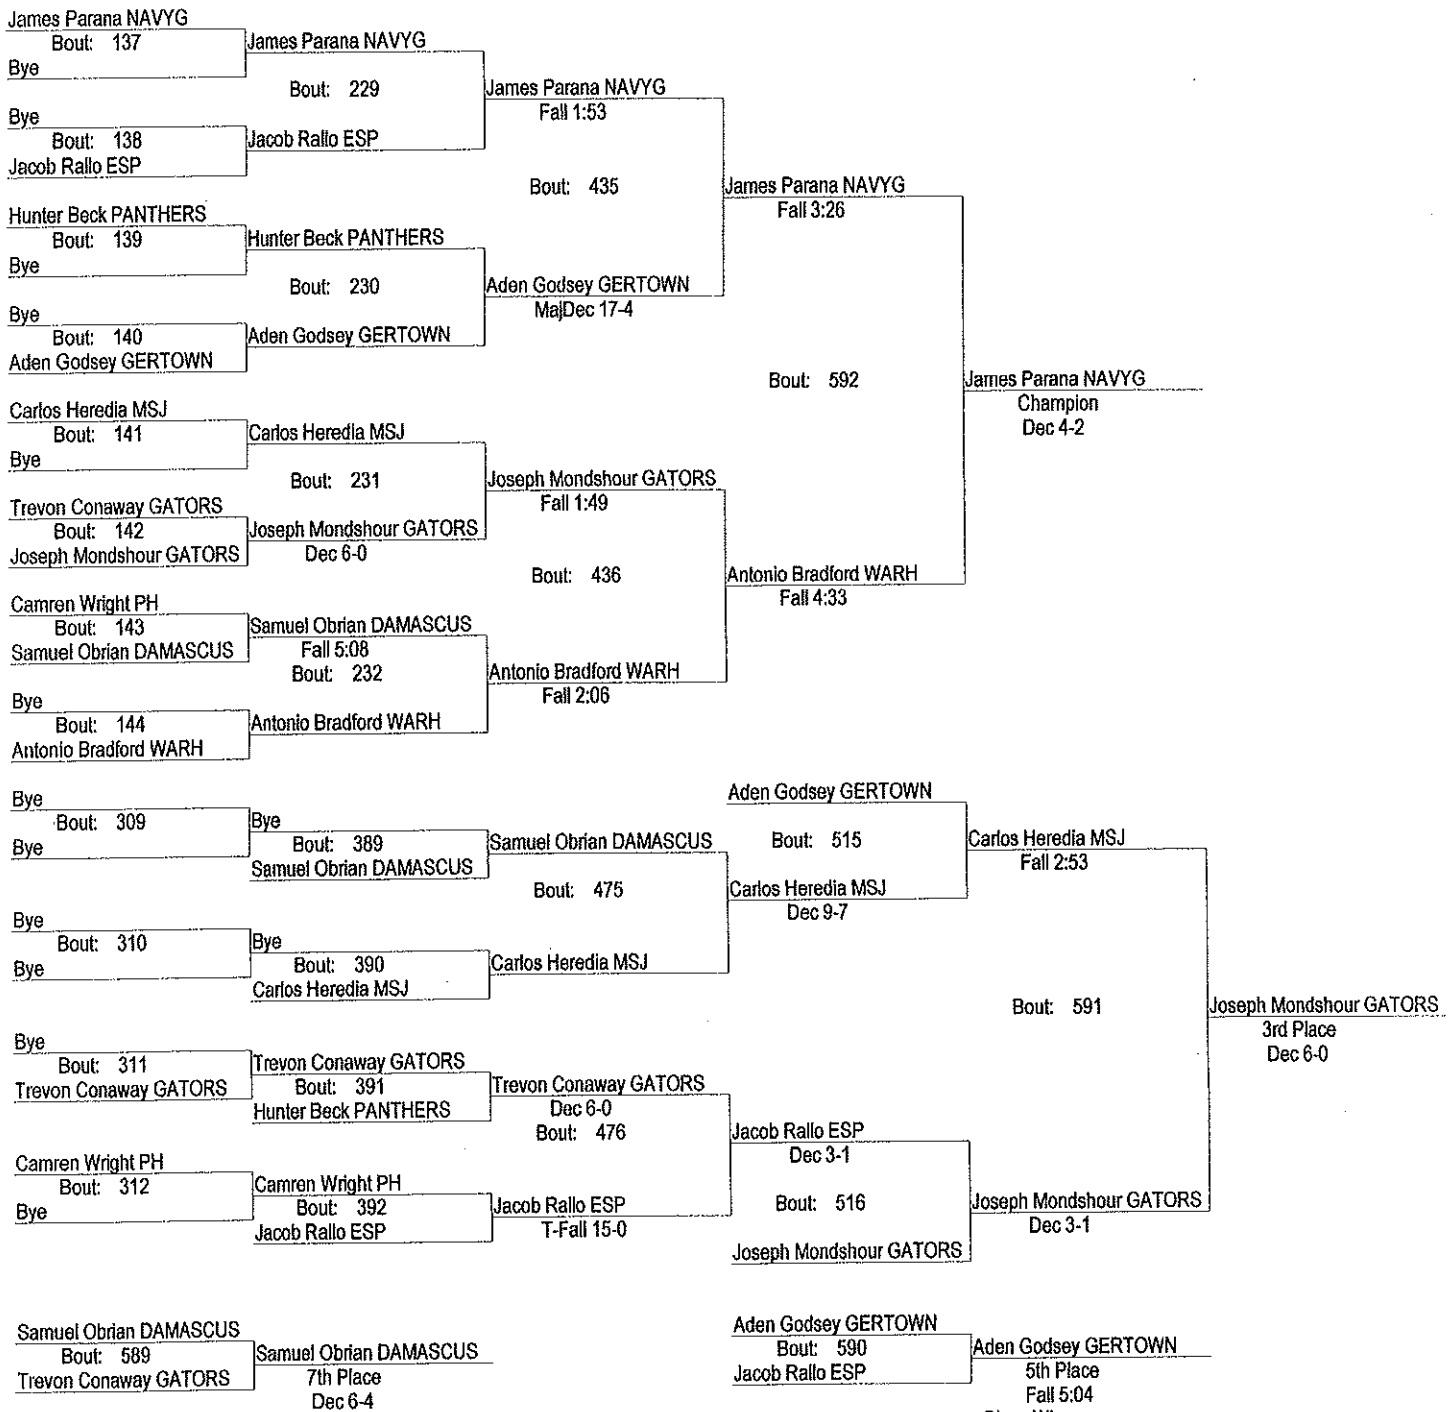 James Parana NAVYG
Bout: 137
Bye
James Parana NAVYG
Bout: 229
Bye
Bout: 138
Jacob Rallo ESP
Jacob Rallo ESP
James Parana NAVYG
Fall 1:53
Bout: 435
Hunter Beck PANTHERS
Bout: 139
Bye
Hunter Beck PANTHERS
Bout: 230
Bye
Bout: 140
Aden Godsey GERTOWN
Aden Godsey GERTOWN
Aden Godsey GERTOWN
MajDec 17-4
James Parana NAVYG
Fall 3:26
Bout: 592
James Parana NAVYG
Champion
Dec 4-2
Carlos Heredia MSJ
Bout: 141
Bye
Carlos Heredia MSJ
Bout: 231
Trevon Conaway GATORS
Bout: 142
Joseph Mondshour GATORS
Joseph Mondshour GATORS
Dec 6-0
Joseph Mondshour GATORS
Fall 1:49
Bout: 436
Camren Wright PH
Bout: 143
Samuel Obrian DAMASCUS
Samuel Obrian DAMASCUS
Fall 5:08
Bout: 232
Bye
Bout: 144
Antonio Bradford WARH
Antonio Bradford WARH
Antonio Bradford WARH
Fall 2:06
Antonio Bradford WARH
Fall 4:33
Bye
Bout: 309
Bye
Bye
Bout: 389
Samuel Obrian DAMASCUS
Samuel Obrian DAMASCUS
Bout: 475
Bye
Bout: 310
Bye
Bye
Bout: 390
Carlos Heredia MSJ
Carlos Heredia MSJ
Aden Godsey GERTOWN
Bout: 515
Carlos Heredia MSJ
Dec 9-7
Carlos Heredia MSJ
Fall 2:53
Bout: 591
Joseph Mondshour GATORS
3rd Place
Dec 6-0
Bye
Bout: 311
Trevon Conaway GATORS
Trevon Conaway GATORS
Bout: 391
Hunter Beck PANTHERS
Trevon Conaway GATORS
Dec 6-0
Bout: 476
Camren Wright PH
Bout: 312
Bye
Camren Wright PH
Bout: 392
Jacob Rallo ESP
Jacob Rallo ESP
T-Fall 15-0
Jacob Rallo ESP
Dec 3-1
Bout: 516
Joseph Mondshour GATORS
Joseph Mondshour GATORS
Dec 3-1
Samuel Obrian DAMASCUS
Bout: 589
Trevon Conaway GATORS
Samuel Obrian DAMASCUS
7th Place
Dec 6-4
Aden Godsey GERTOWN
Bout: 590
Jacob Rallo ESP
Aden Godsey GERTOWN
5th Place
Fall 5:04